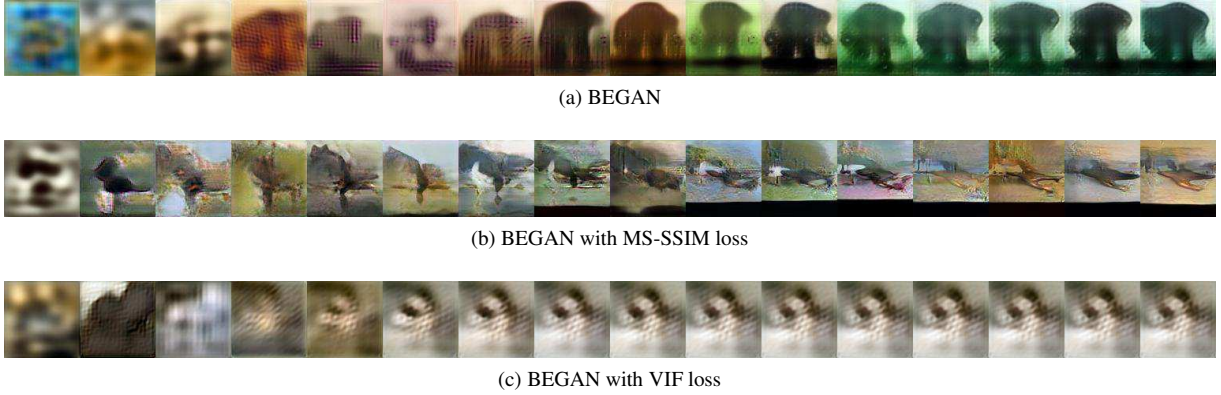 (a) BEGAN
(b) BEGAN with MS-SSIM loss
(c) BEGAN with VIF loss